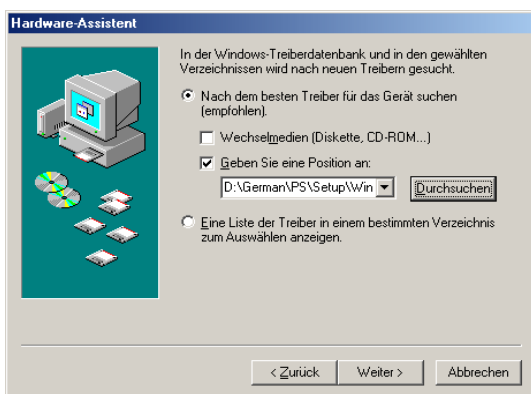 Hardware-Assistent
In der Windows-Treiberdatenbank und in den gewählten
Verzeichnissen wird nach neuen Treibern gesucht.
Nach dem besten Treiber für das Gerät suchen
(empfohlen).
Wechselmedien (Diskette, CD-ROM...)
Geben Sie eine Position an:
D:\German\PS\Setup\Win
Durchsuchen
Eine Liste der Treiber in einem bestimmten Verzeichnis
zum Auswählen anzeigen.
< Zurück
Weiter >
Abbrechen